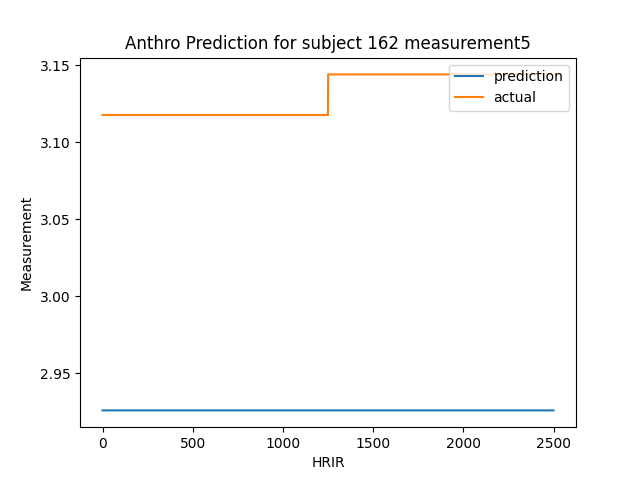 Anthro Prediction for subject 162 measurement5
3.15
3.10
3.05
3.00
2.95
Measurement
prediction
actual
0 500 1000 1500 2000 2500
HRIR